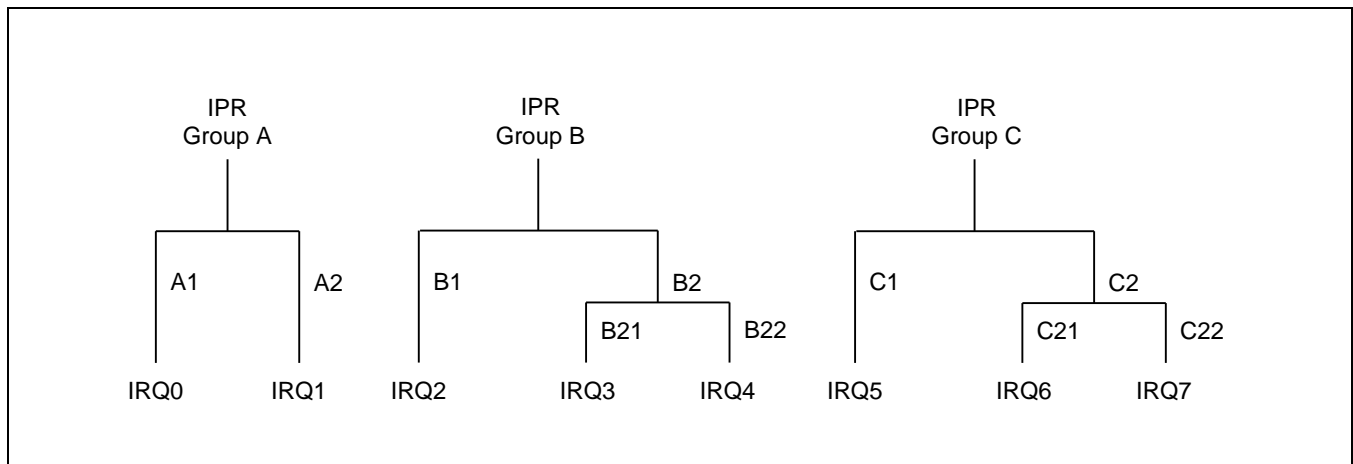 IPR
Group A
IPR
Group B
IPR
Group C
A1
A2
B1
B2
C1
C2
B21
B22
C21
C22
IRQ0
IRQ1
IRQ2
IRQ3
IRQ4
IRQ5
IRQ6
IRQ7